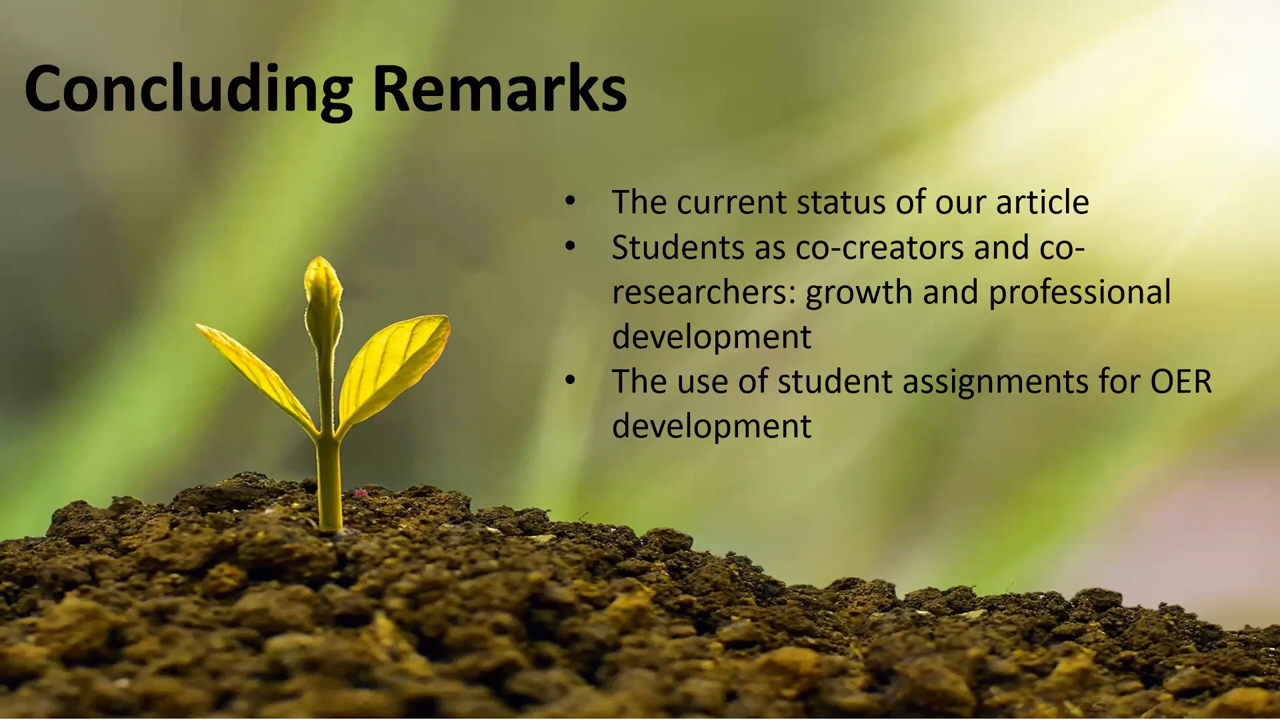 Concluding Remarks
• The current status of our article
• Students as co-creators and co-
researchers: growth and professional
development
• The use of student assignments for OER
development